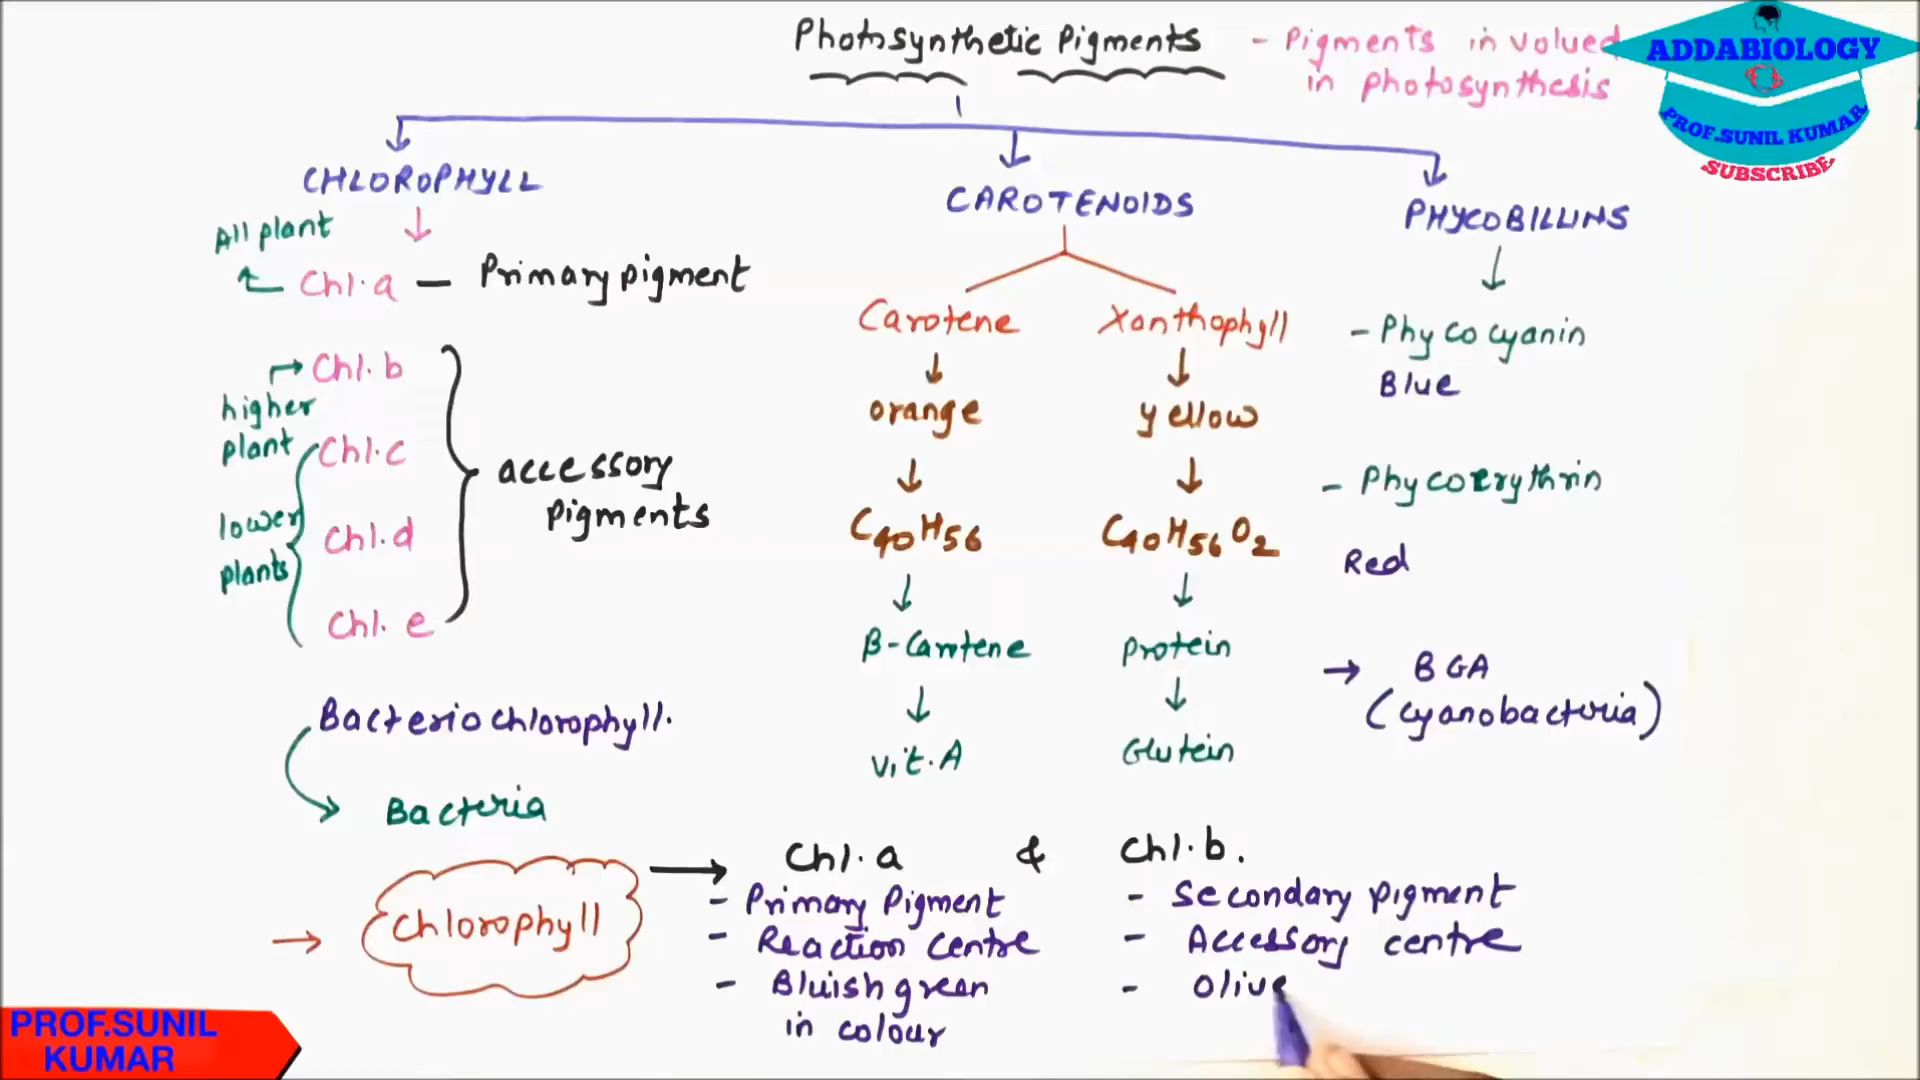 Photosynthetic Pigments - Pigments involued
in photosynthesis
ADDABIOLOGY
PROF.SUNIL KUMAR
SUBSCRIBE
CHLOROPHYLL
CAROTENOIDS
PHYCOBILLINS
All plant
Chl.a — Primary pigment
Chl.b
higher
plant
Chl.c
lower
plants
Chl.d
Chl.e
accessory
pigments
Bacteriochlorophyll.
Bacteria
Carotene
orange
C40H56
β-Carotene
vit.A
Xanthophyll
yellow
C40H56O2
Protein
Glutein
- Phycocyanin
Blue
- Phycoerythrin
Red
→ BGA
(cyanobacteria)
→ Chlorophyll → Chl.a & Chl.b.
- Primary Pigment
- Reaction Centre
- Bluish green
in colour
- Secondary pigment
- Accessory centre
- Olive
PROF.SUNIL
KUMAR